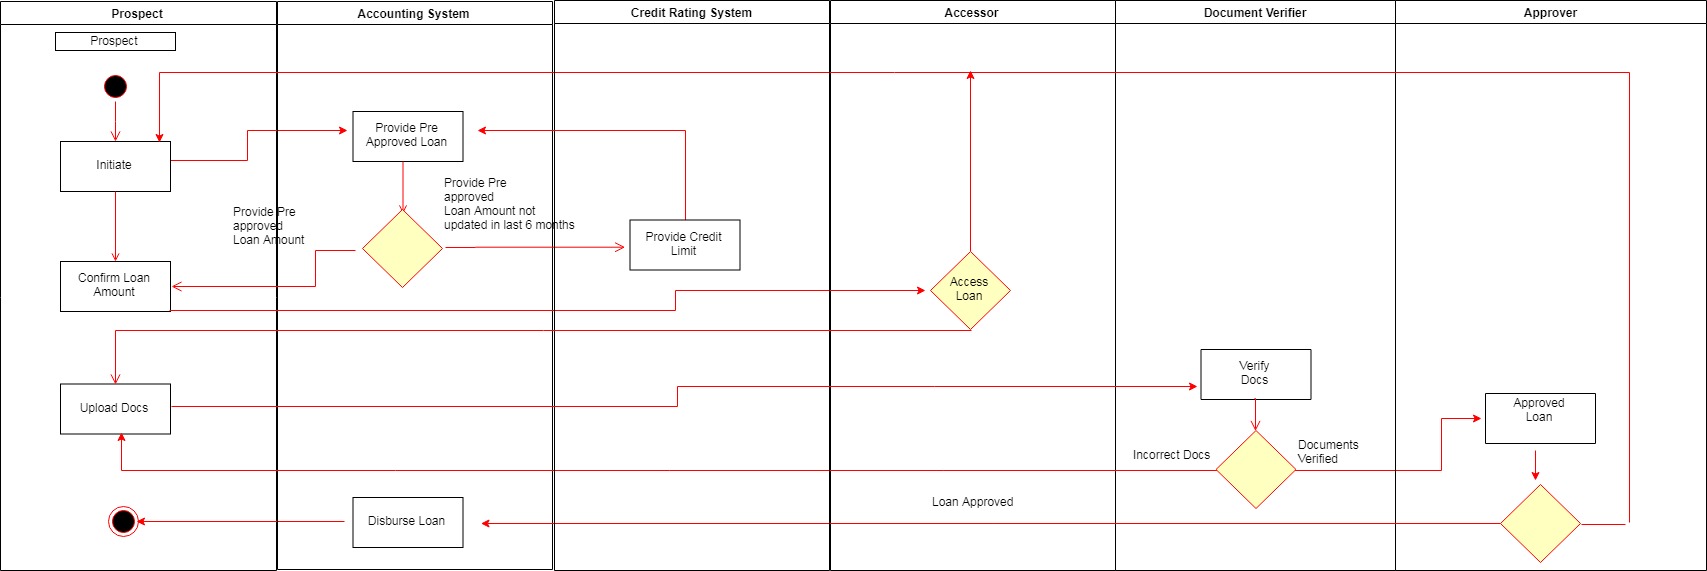 Prospect
Accounting System
Credit Rating System
Accessor
Document Verifier
Approver
Prospect
Initiate
Provide Pre
Approved Loan
Provide Pre
approved
Loan Amount
Provide Pre
approved
Loan Amount not
updated in last 6 months
Provide Credit
Limit
Confirm Loan
Amount
Access
Loan
Upload Docs
Verify
Docs
Incorrect Docs
Documents
Verified
Approved
Loan
Loan Approved
Disburse Loan